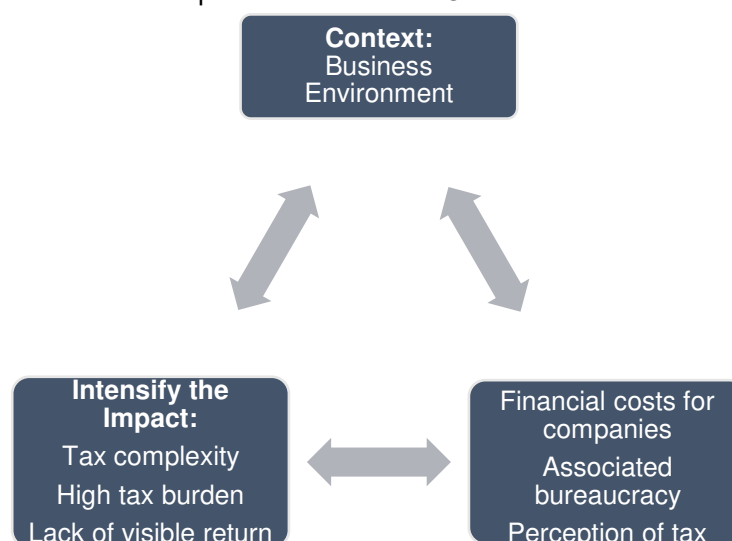 Context:
Business
Environment
Intensify the
Impact:
Tax complexity
High tax burden
Lack of visible return
Financial costs for
companies
Associated
bureaucracy
Perception of tax